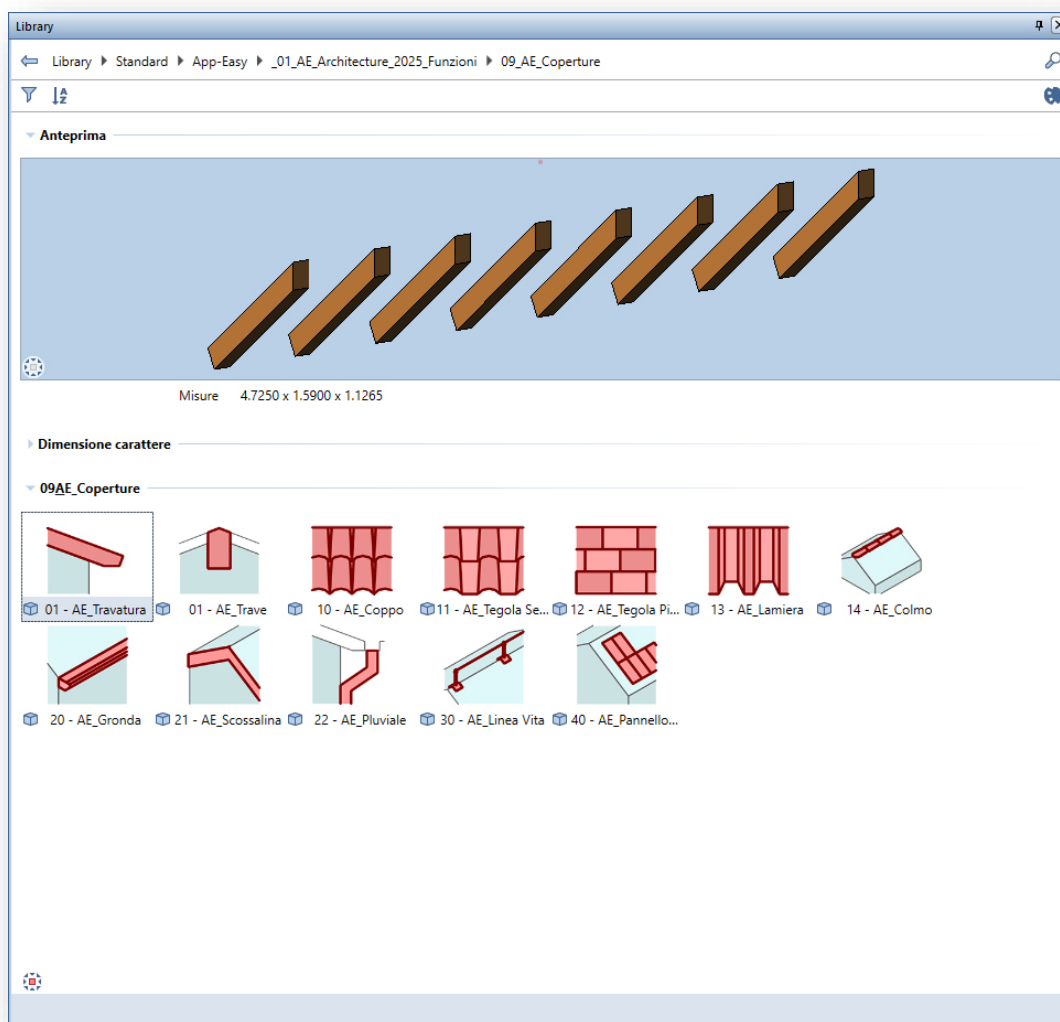 Library
Library Standard App-Easy _01_AE_Architecture_2025_Funzioni 09_AE_Coperture
Anteprima
Misure 4.7250 x 1.5900 x 1.1265
Dimensione carattere
09AE_Coperture
01 - AE_Travatura 01 - AE_Trave 10 - AE_Coppo 11 - AE_Tegola Se... 12 - AE_Tegola Pi... 13 - AE_Lamiera 14 - AE_Colmo
20 - AE_Gronda 21 - AE_Scossalina 22 - AE_Pluviale 30 - AE_Linea Vita 40 - AE_Pannello...